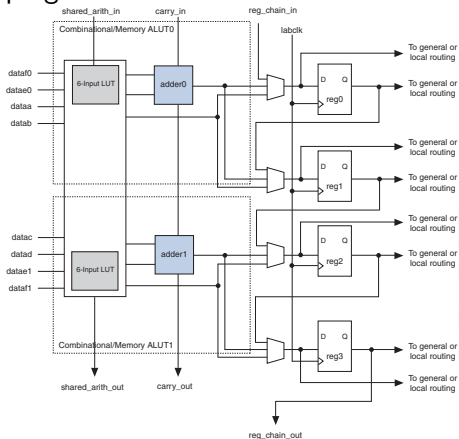 shared_arith_in
carry_in
reg_chain_in
labclk
Combinational/Memory ALUT0
dataf0
datae0
dataa
datab
6-Input LUT
adder0
D Q
reg0
To general or
local routing
To general or
local routing
D Q
reg1
To general or
local routing
To general or
local routing
Combinational/Memory ALUT1
datac
datad
datae1
dataf1
6-Input LUT
adder1
D Q
reg2
To general or
local routing
To general or
local routing
D Q
reg3
To general or
local routing
To general or
local routing
shared_arith_out
carry_out
reg_chain_out